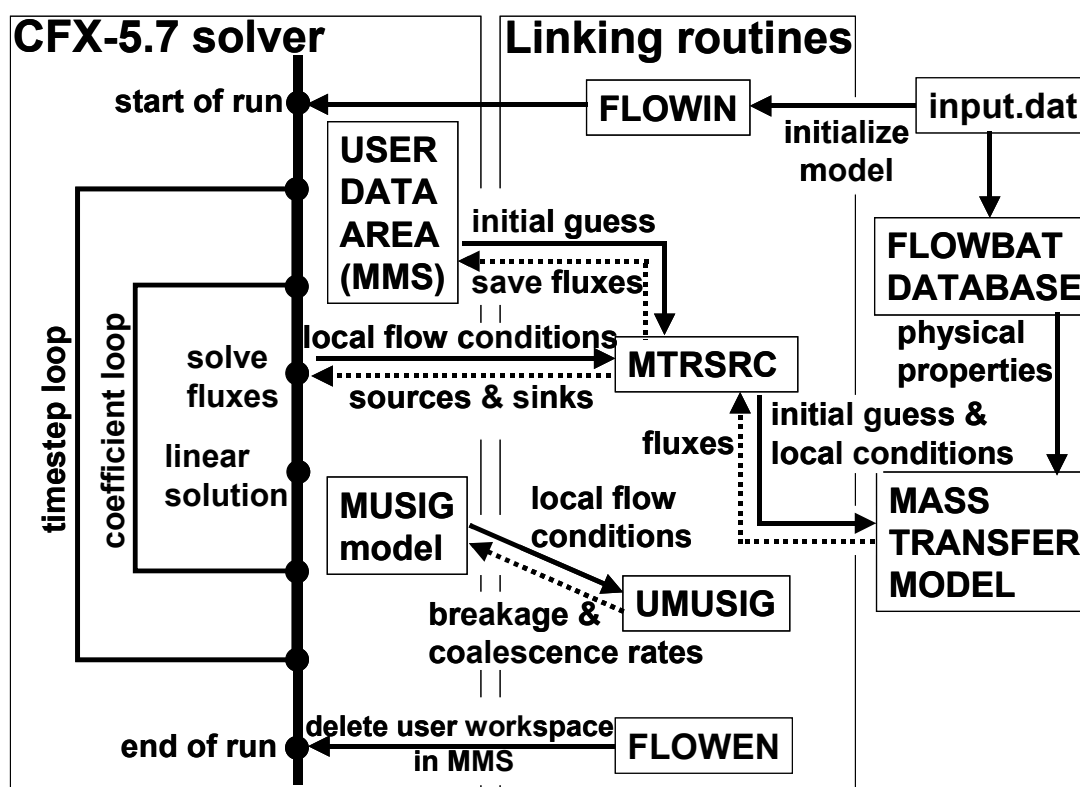 CFX-5.7 solver
Linking routines
start of run
FLOWIN
input.dat
initialize
model
USER
DATA
AREA
(MMS)
initial guess
save fluxes
FLOWBAT
DATABASE
physical
properties
timestep loop
coefficient loop
local flow conditions
solve
fluxes
sources & sinks
MTRSRC
initial guess &
local conditions
fluxes
linear
solution
MUSIG
model
local flow
conditions
MASS
TRANSFER
MODEL
UMUSIG
breakage &
coalescence rates
end of run
delete user workspace
in MMS
FLOWEN